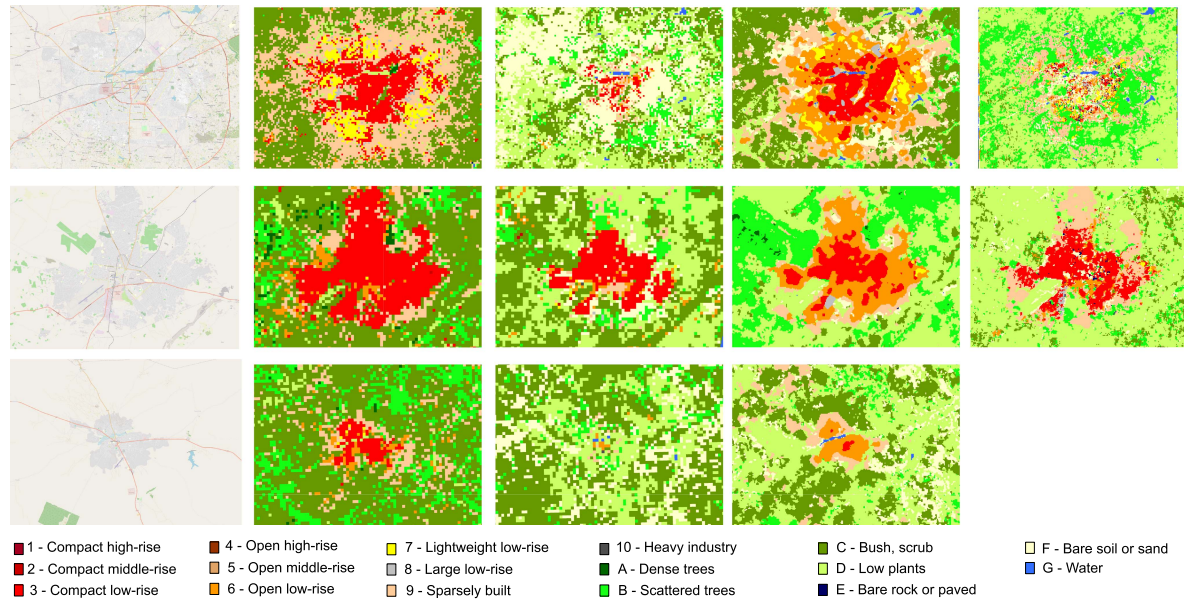 1 - Compact high-rise 4 - Open high-rise 7 - Lightweight low-rise 10 - Heavy industry C - Bush, scrub F - Bare soil or sand
2 - Compact middle-rise 5 - Open middle-rise 8 - Large low-rise A - Dense trees D - Low plants G - Water
3 - Compact low-rise 6 - Open low-rise 9 - Sparsely built B - Scattered trees E - Bare rock or paved